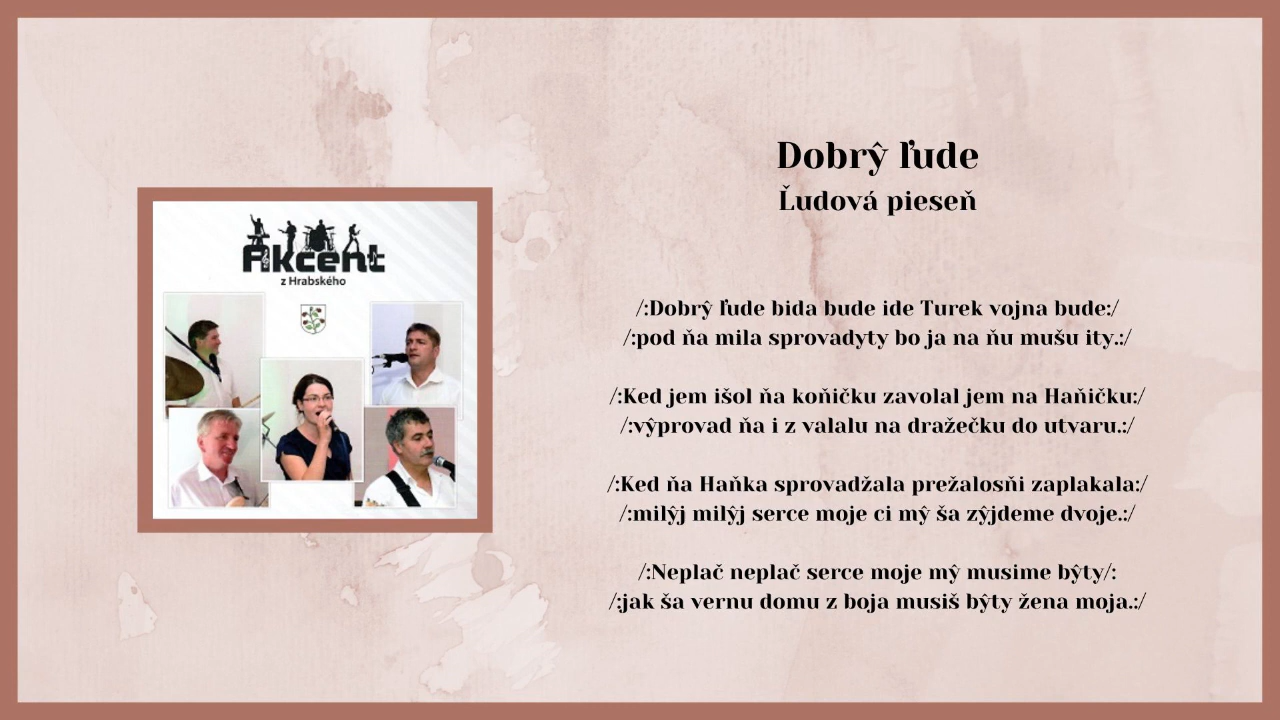 Akcent
z Hrabského
Dobrŷ ľude
Ľudová pieseň
/:Dobrŷ ľude bida bude ide Turek vojna bude:/
/:pod ňa mila sprovadyty bo ja na ňu mušu ity.:/
/:Ked jem išol ňa koňičku zavolal jem na Haňičku:/
/:vŷprovad ňa i z valalu na dražečku do utvaru.:/
/:Ked ňa Haňka sprovadžala prežalosňi zaplakala:/
/:milŷj milŷj serce moje ci mŷ ša zŷjdeme dvoje.:/
/:Neplač neplač serce moje mŷ musime bŷty/:
/:jak ša vernu domu z boja musiš bŷty žena moja.:/